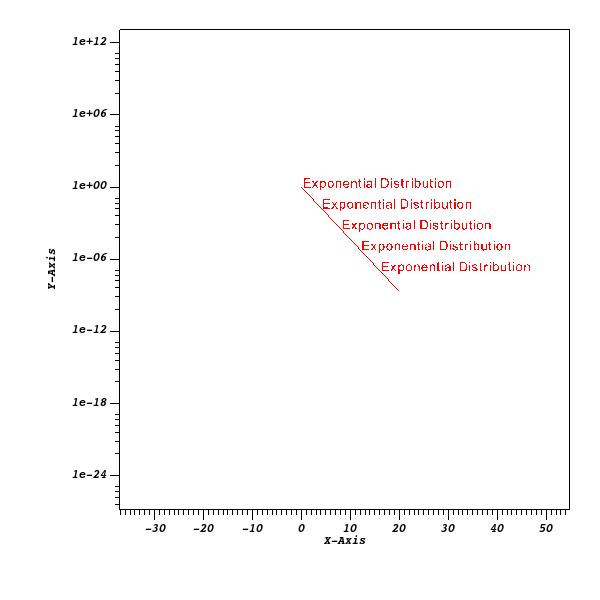 1e+12
1e+06
1e+00
Exponential Distribution
Exponential Distribution
Exponential Distribution
Exponential Distribution
1e-06
Exponential Distribution
Y-Axis
1e-12
1e-18
1e-24
-30 -20 -10 0 10 20 30 40 50
X-Axis